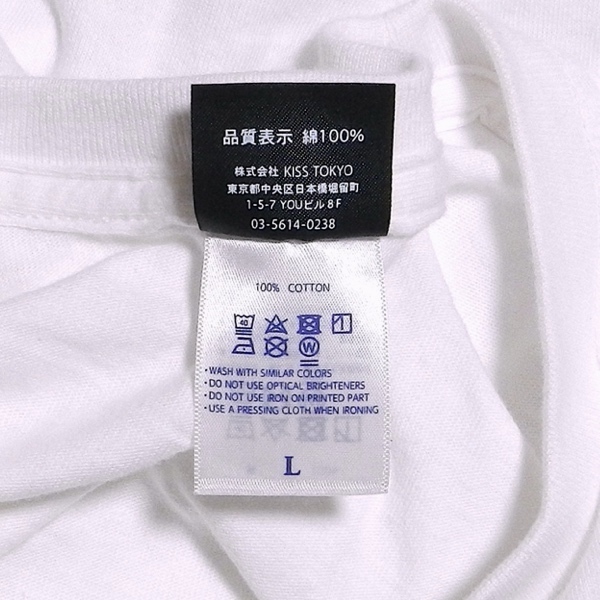 品質表示 綿100%
株式会社 KISS TOKYO
東京都中央区日本橋堀留町
1-5-7 YOUビル8F
03-5614-0238
100% COTTON
40
W
・WASH WITH SIMILAR COLORS
・DO NOT USE OPTICAL BRIGHTENERS
・DO NOT USE IRON ON PRINTED PART
・USE A PRESSING CLOTH WHEN IRONING
L